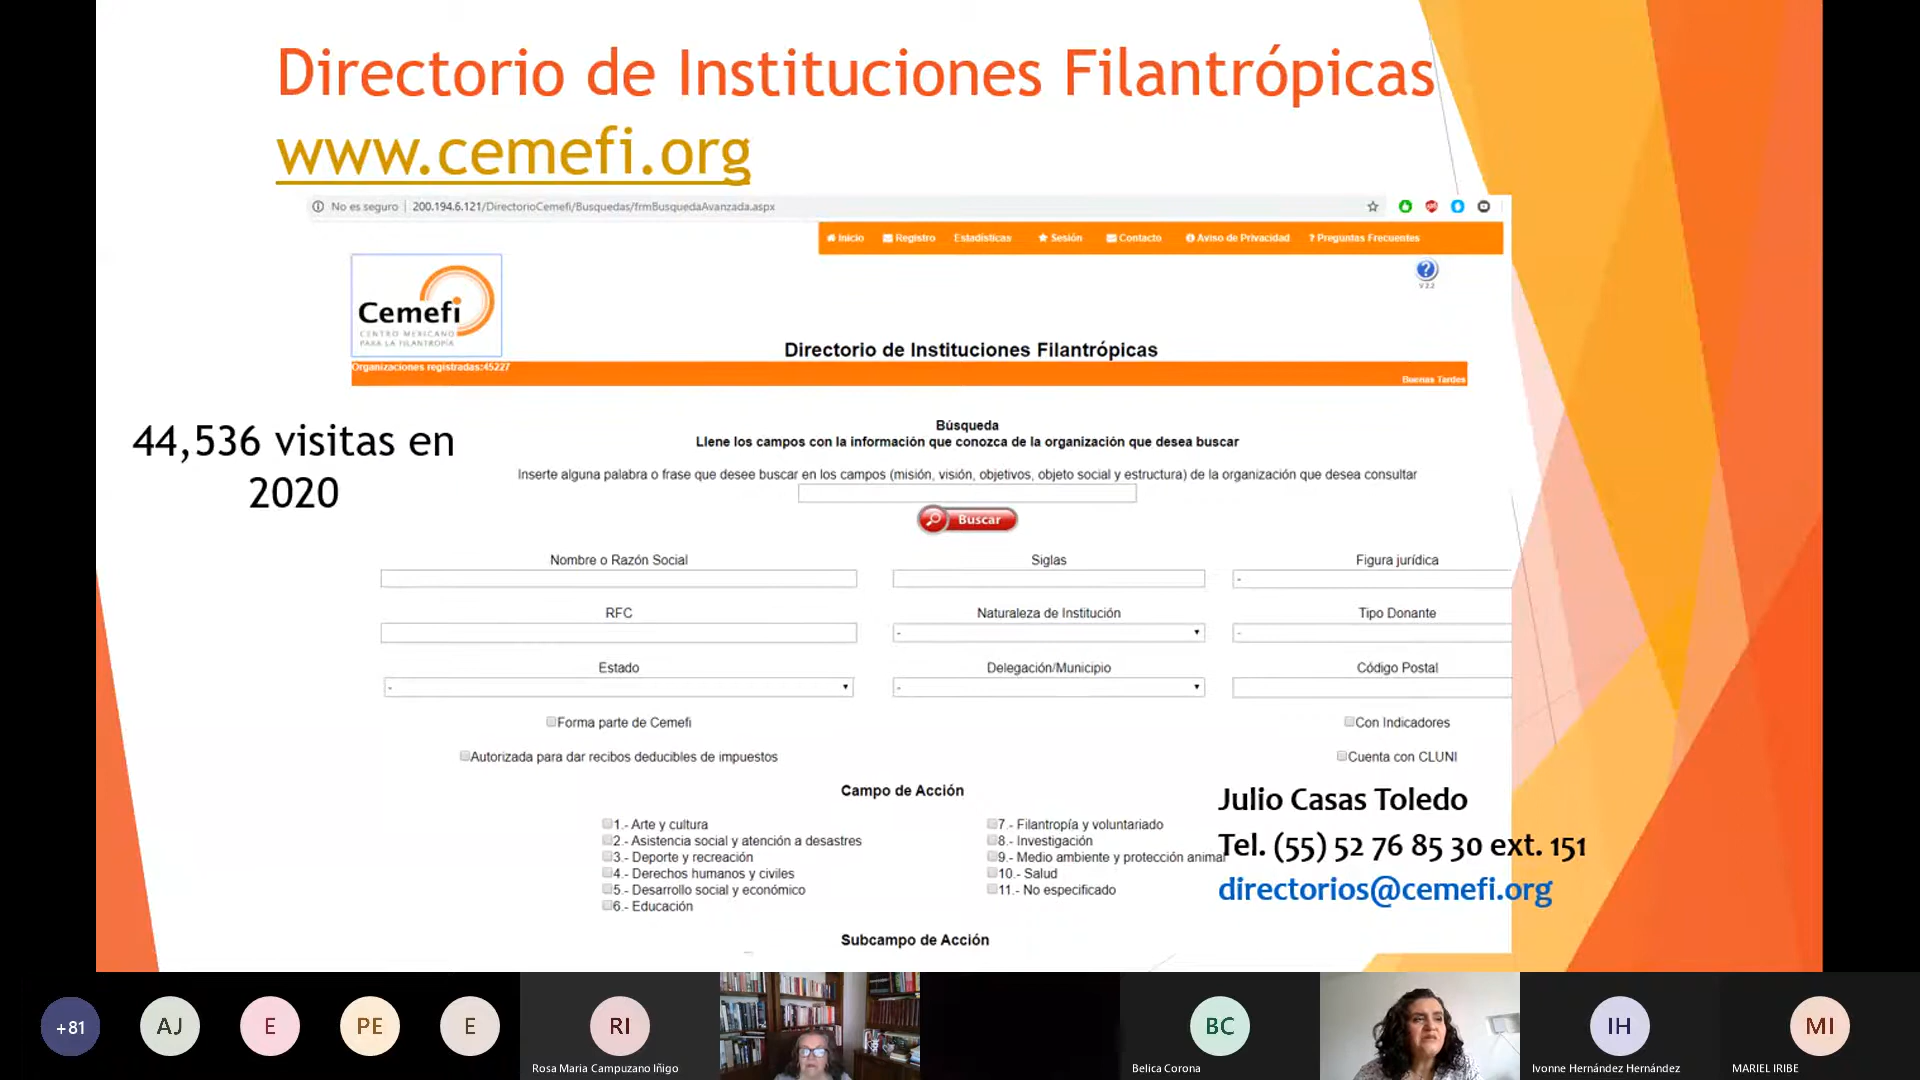 Directorio de Instituciones Filantrópicas
www.cemefi.org
No es seguro | 200.194.6.121/DirectorioCemefi/Busquedas/frmBusquedaAvanzada.aspx
Inicio Registro Estadísticas Sesión Contacto Aviso de Privacidad ? Preguntas Frecuentes
V 2.2
Cemefi
CENTRO MEXICANO
PARA LA FILANTROPÍA
Directorio de Instituciones Filantrópicas
Organizaciones registradas:45227
Buenas Tardes
44,536 visitas en
2020
Búsqueda
Llene los campos con la información que conozca de la organización que desea buscar
Inserte alguna palabra o frase que desee buscar en los campos (misión, visión, objetivos, objeto social y estructura) de la organización que desea consultar
Buscar
Nombre o Razón Social Siglas Figura jurídica
-
RFC Naturaleza de Institución Tipo Donante
- -
Estado Delegación/Municipio Código Postal
- -
Forma parte de Cemefi Con Indicadores
Autorizada para dar recibos deducibles de impuestos Cuenta con CLUNI
Campo de Acción
1.- Arte y cultura
2.- Asistencia social y atención a desastres
3.- Deporte y recreación
4.- Derechos humanos y civiles
5.- Desarrollo social y económico
6.- Educación
7.- Filantropía y voluntariado
8.- Investigación
9.- Medio ambiente y protección animal
10.- Salud
11.- No especificado
Julio Casas Toledo
Tel. (55) 52 76 85 30 ext. 151
directorios@cemefi.org
Subcampo de Acción
+81 AJ E PE E RI BC IH MI
Rosa Maria Campuzano Iñigo Belica Corona Ivonne Hernández Hernández MARIEL IRIBE